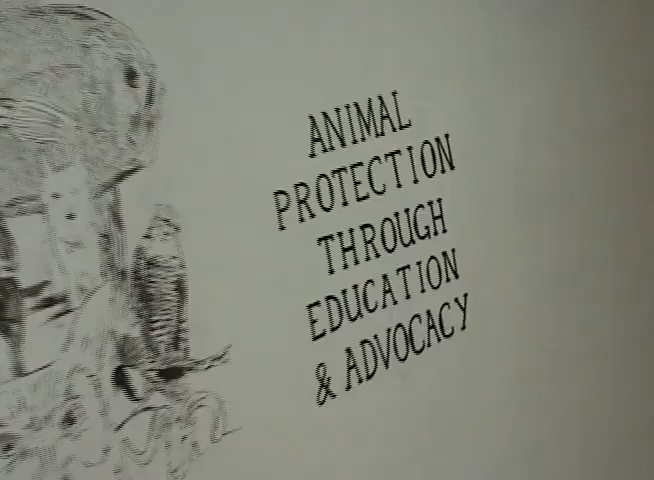 ANIMAL
PROTECTION
THROUGH
EDUCATION
& ADVOCACY